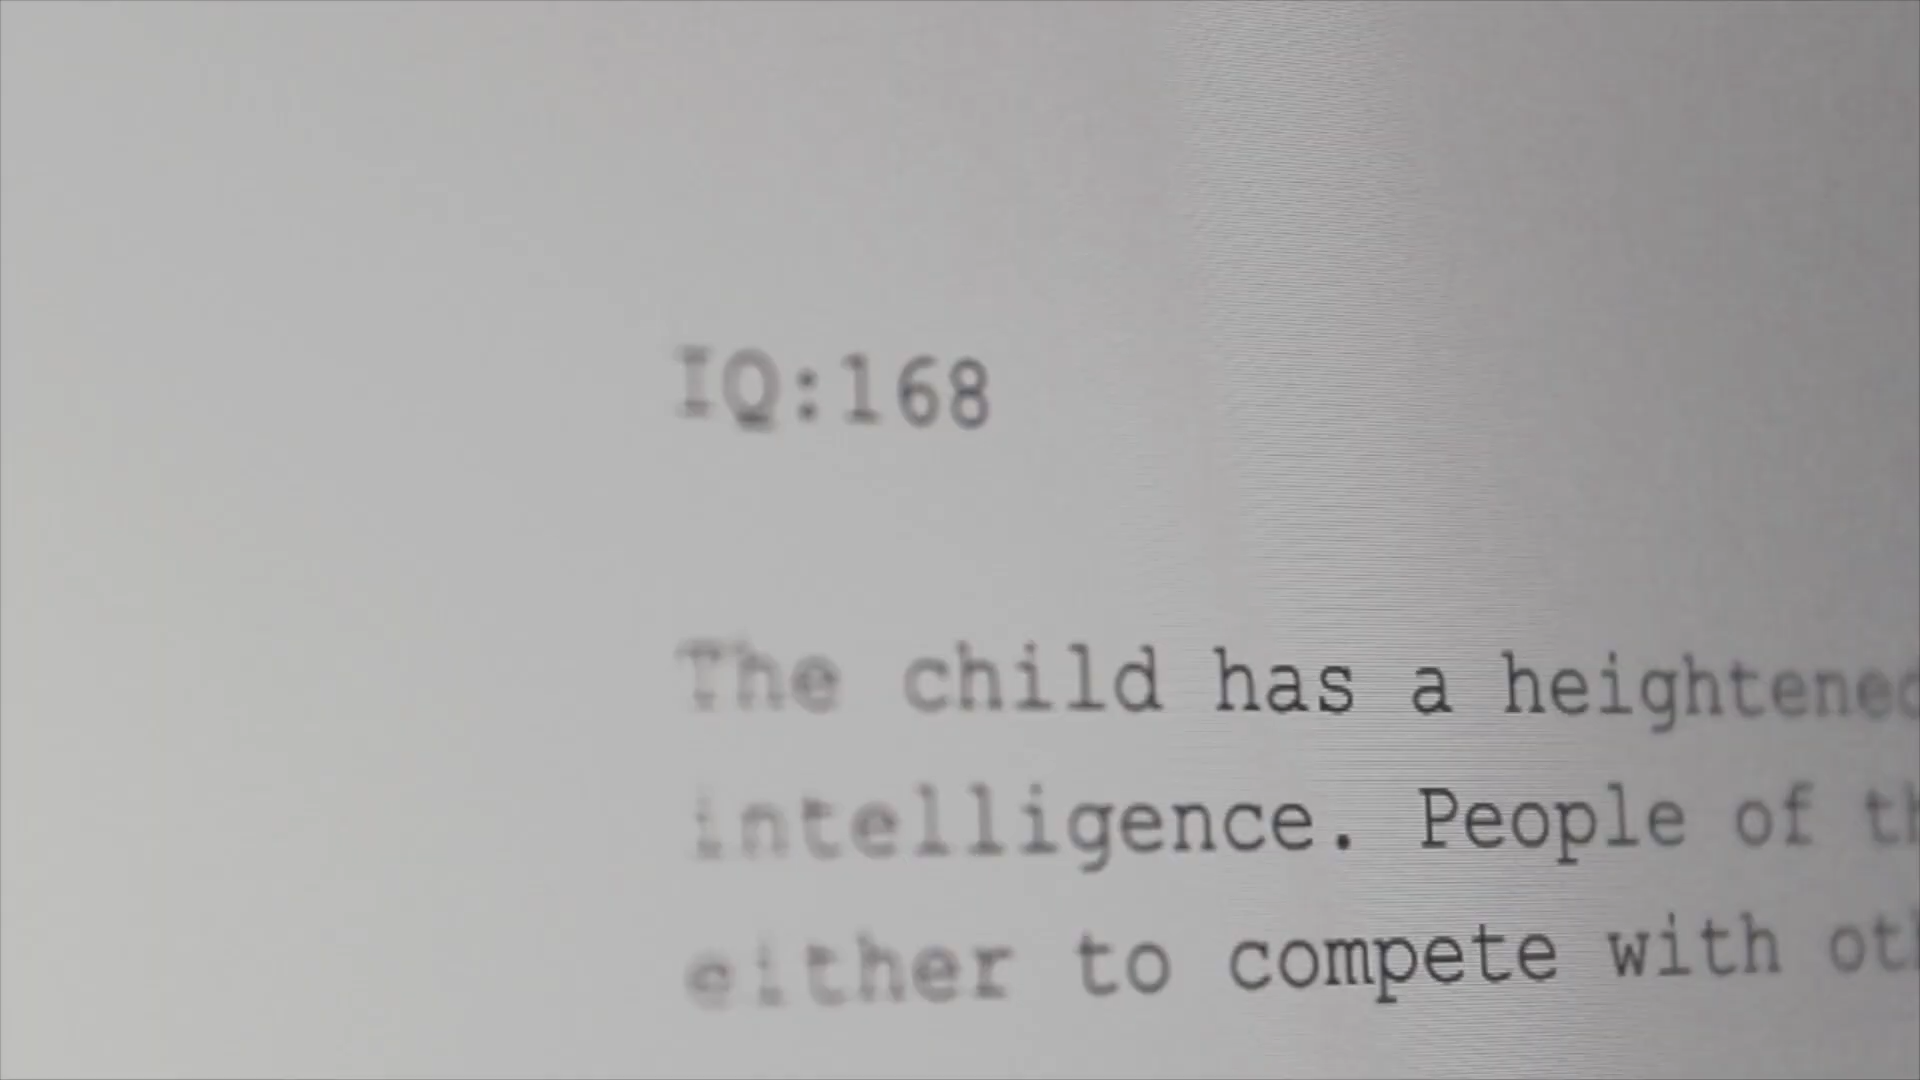 IQ:168
The child has a heightened
intelligence. People of
either to compete with